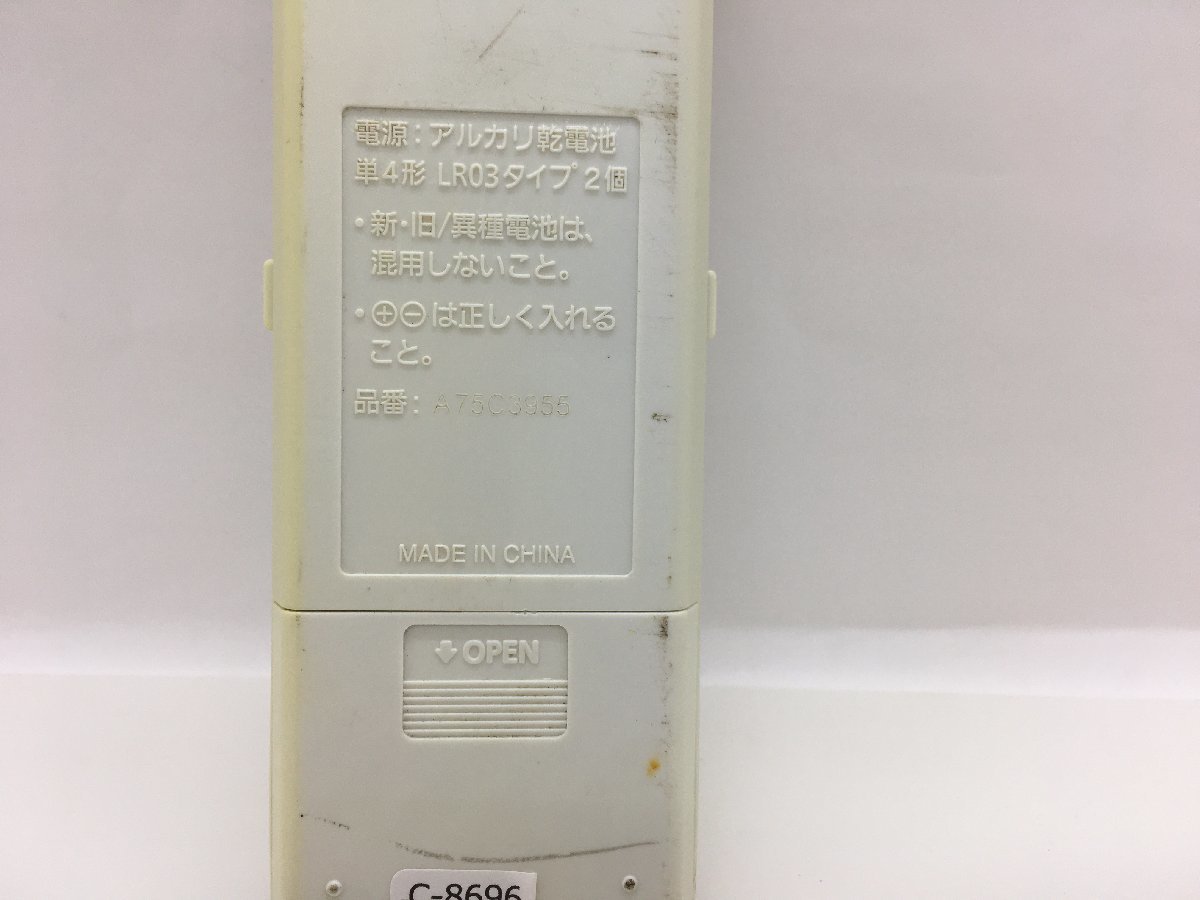 電源：アルカリ乾電池
単4形 LR03タイプ 2個
・新・旧/異種電池は、
混用しないこと。
・⊕⊖は正しく入れる
こと。
品番：A75C3955
MADE IN CHINA
OPEN
C-8696